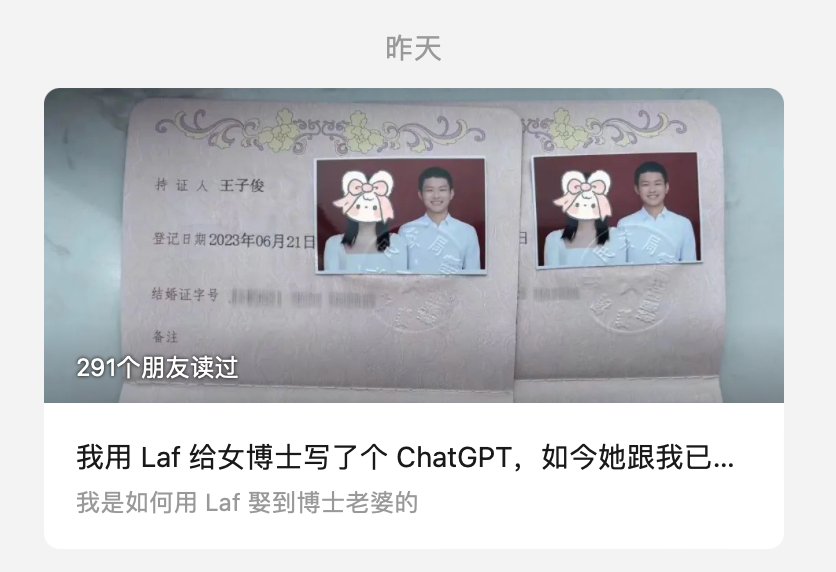 昨天
持证人 王子俊
登记日期 2023年06月21日
日
结婚证字号
备注
291个朋友读过
我用 Laf 给女博士写了个 ChatGPT，如今她跟我已...
我是如何用 Laf 娶到博士老婆的